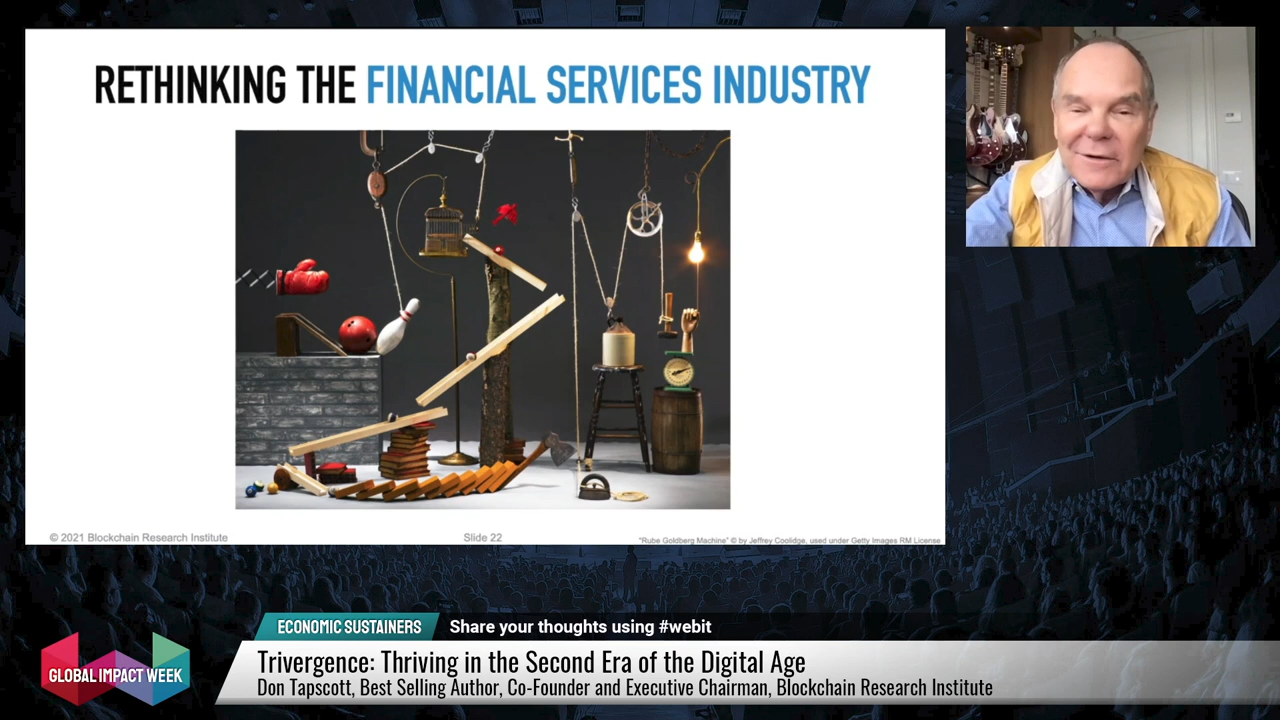 RETHINKING THE FINANCIAL SERVICES INDUSTRY
© 2021 Blockchain Research Institute
Slide 22
"Rube Goldberg Machine" © by Jeffrey Coolidge, used under Getty Images RM License
ECONOMIC SUSTAINERS
Share your thoughts using #webit
GLOBAL IMPACT WEEK
Trivergence: Thriving in the Second Era of the Digital Age
Don Tapscott, Best Selling Author, Co-Founder and Executive Chairman, Blockchain Research Institute